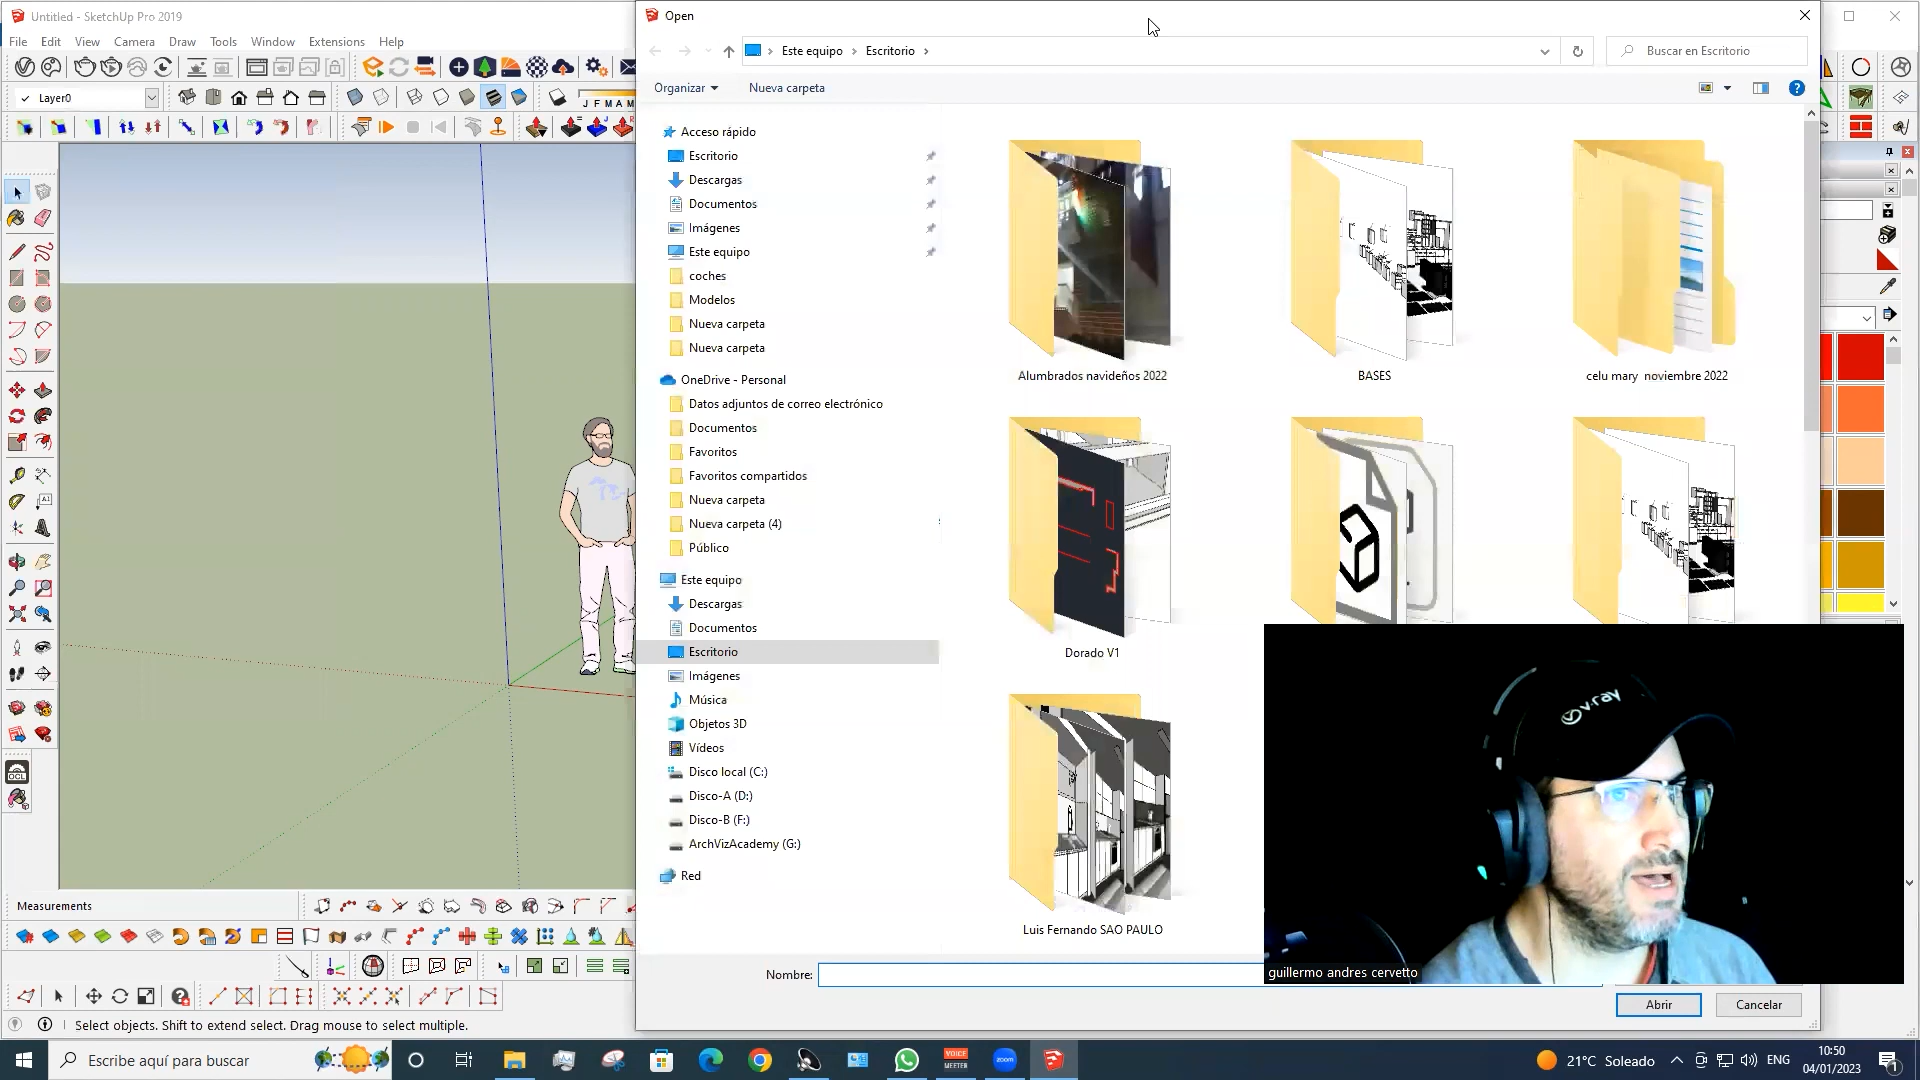 Untitled - SketchUp Pro 2019
File Edit View Camera Draw Tools Window Extensions Help
Layer0
J F M A M
Open
Este equipo
Escritorio
Buscar en Escritorio
Organizar
Nueva carpeta
Acceso rápido
Escritorio
Descargas
Documentos
Imágenes
Este equipo
coches
Modelos
Nueva carpeta
Nueva carpeta
OneDrive - Personal
Datos adjuntos de correo electrónico
Documentos
Favoritos
Favoritos compartidos
Nueva carpeta
Nueva carpeta (4)
Público
Este equipo
Descargas
Documentos
Escritorio
Imágenes
Música
Objetos 3D
Vídeos
Disco local (C:)
Disco-A (D:)
Disco-B (F:)
ArchVizAcademy (G:)
Red
Alumbrados navideños 2022
BASES
celu mary noviembre 2022
Dorado V1
Luis Fernando SAO PAULO
Nombre:
Abrir
Cancelar
v·ray
guillermo andres cervetto
Measurements
Select objects. Shift to extend select. Drag mouse to select multiple.
Escribe aquí para buscar
VOICE
MEETER
zoom
21°C Soleado
ENG
10:50
04/01/2023
1